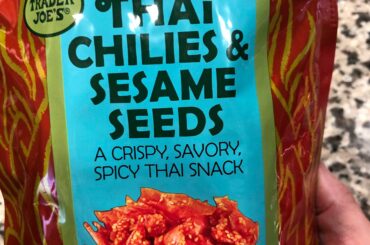 TRADER
JOE'S®
THAI
CHILIES &
SESAME
SEEDS
A CRISPY, SAVORY,
SPICY THAI SNACK